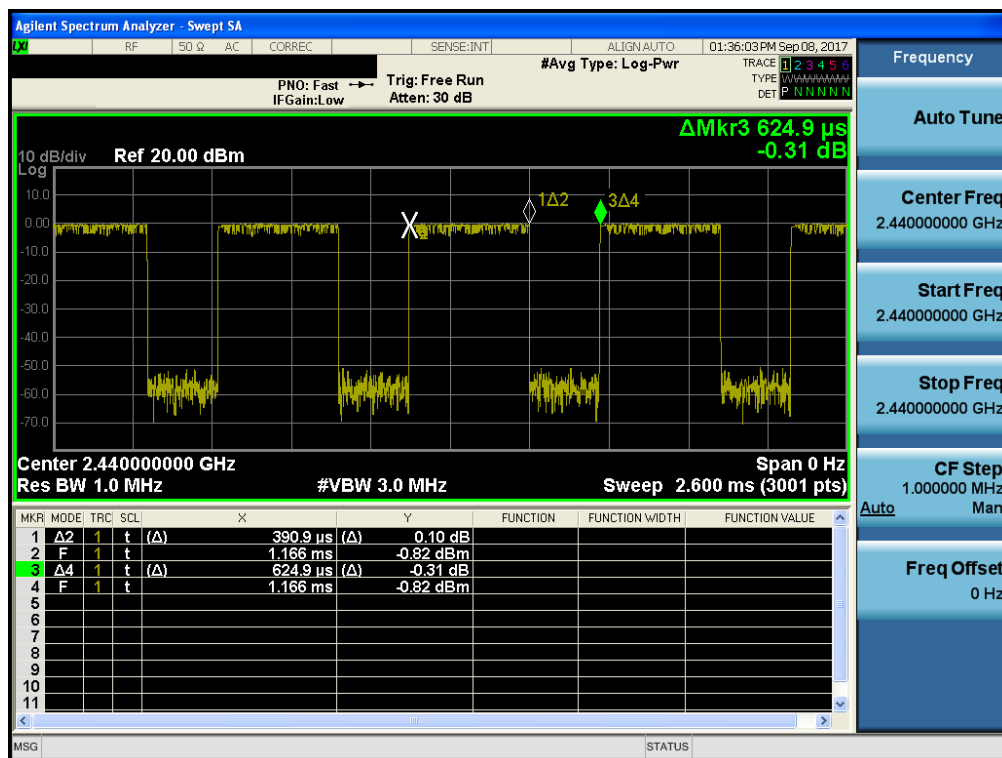 Agilent Spectrum Analyzer - Swept SA
LXI RF 50 Ω AC CORREC SENSE:INT ALIGN AUTO 01:36:03 PM Sep 08, 2017
Frequency
#Avg Type: Log-Pwr TRACE 1 2 3 4 5 6
PNO: Fast Trig: Free Run TYPE WWWWWW
IFGain:Low Atten: 30 dB DET P N N N N N
Auto Tune
ΔMkr3 624.9 µs
10 dB/div Ref 20.00 dBm -0.31 dB
Log
10.0
0.00
-10.0
-20.0
-30.0
-40.0
-50.0
-60.0
-70.0
X
2
1Δ2
3Δ4
Center Freq
2.440000000 GHz
Start Freq
2.440000000 GHz
Stop Freq
2.440000000 GHz
Center 2.440000000 GHz Span 0 Hz
Res BW 1.0 MHz #VBW 3.0 MHz Sweep 2.600 ms (3001 pts)
CF Step
1.000000 MHz
Auto Man
Freq Offset
0 Hz
MKR MODE TRC SCL X Y FUNCTION FUNCTION WIDTH FUNCTION VALUE
1 Δ2 1 t (Δ) 390.9 µs (Δ) 0.10 dB
2 F 1 t 1.166 ms -0.82 dBm
3 Δ4 1 t (Δ) 624.9 µs (Δ) -0.31 dB
4 F 1 t 1.166 ms -0.82 dBm
5
6
7
8
9
10
11
MSG STATUS